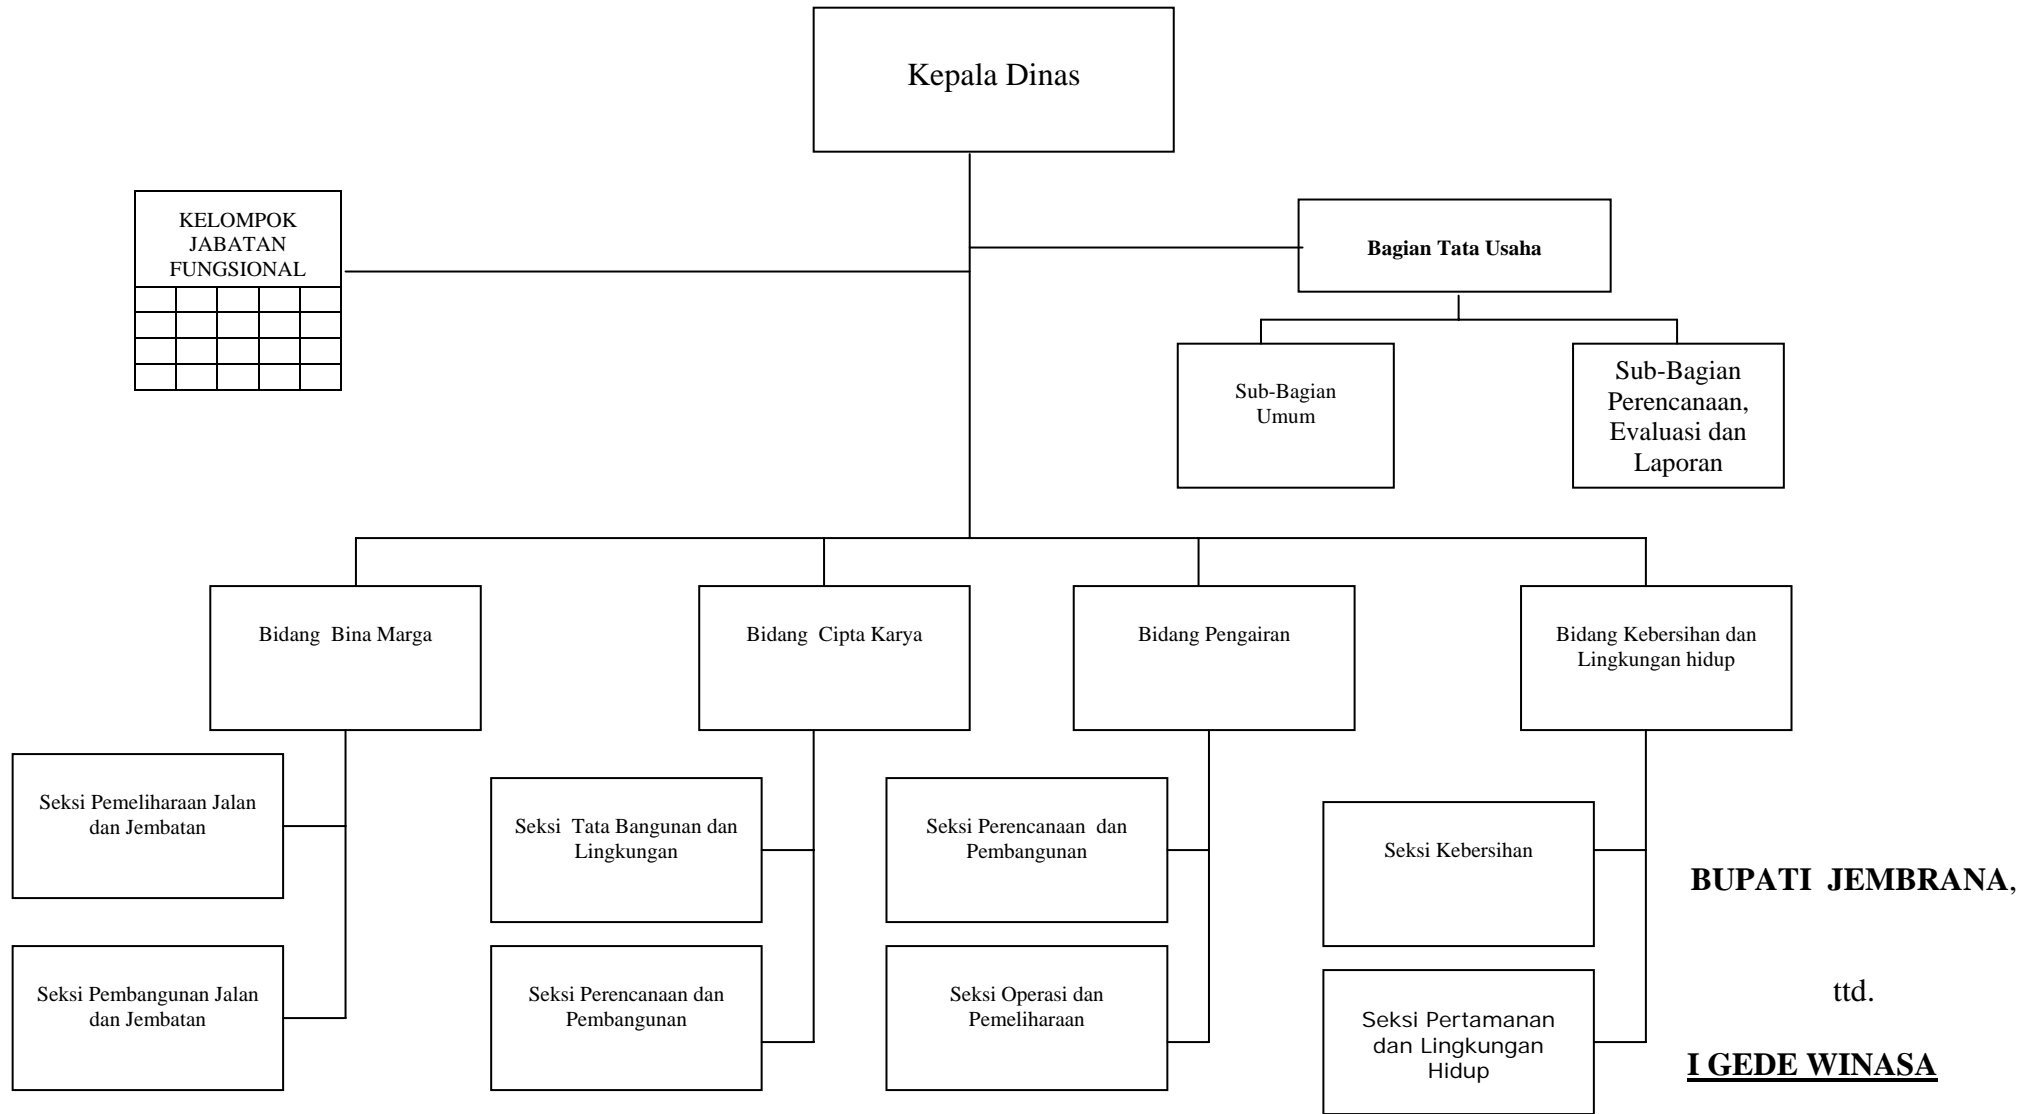 Kepala Dinas
KELOMPOK
JABATAN
FUNGSIONAL
Bagian Tata Usaha
Sub-Bagian
Umum
Sub-Bagian
Perencanaan,
Evaluasi dan
Laporan
Bidang  Bina Marga
Bidang  Cipta Karya
Bidang Pengairan
Bidang Kebersihan dan
Lingkungan hidup
Seksi Pemeliharaan Jalan
dan Jembatan
Seksi  Tata Bangunan dan
Lingkungan
Seksi Perencanaan  dan
Pembangunan
Seksi Kebersihan
Seksi Pembangunan Jalan
dan Jembatan
Seksi Perencanaan dan
Pembangunan
Seksi Operasi dan
Pemeliharaan
Seksi Pertamanan
dan Lingkungan
Hidup
BUPATI  JEMBRANA,
ttd.
I GEDE WINASA